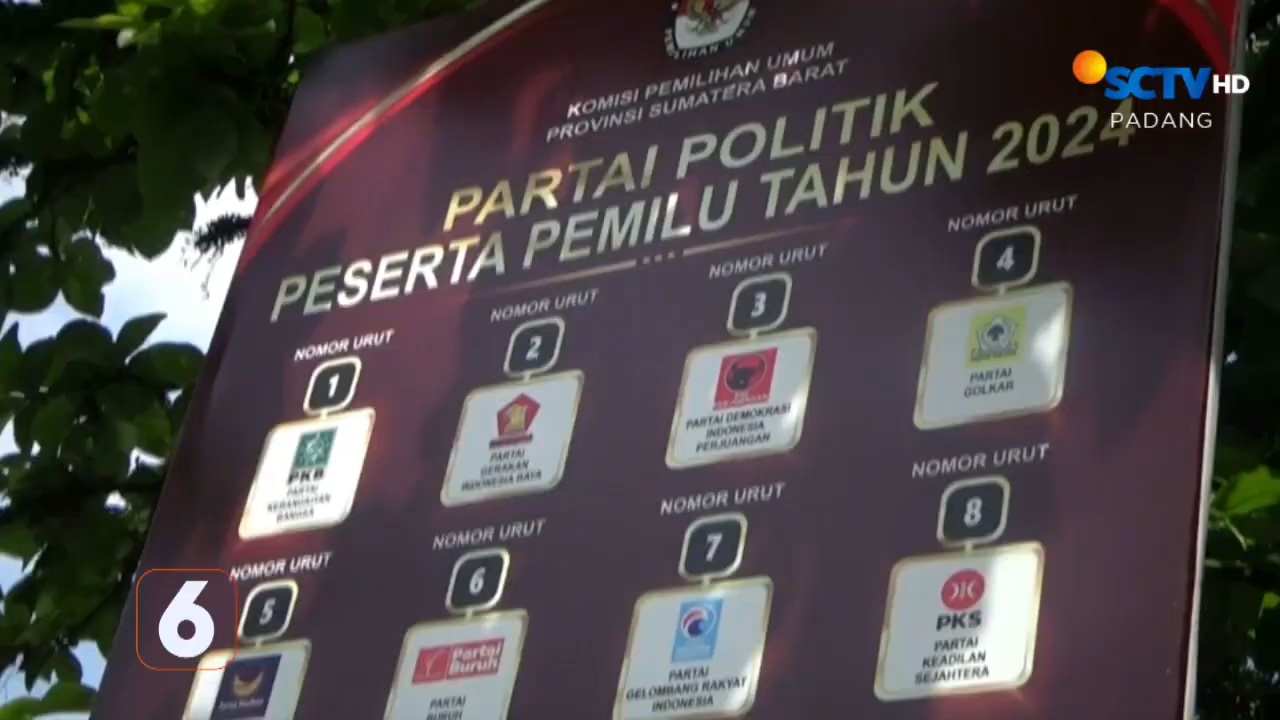 SCTV HD
PADANG
KOMISI PEMILIHAN UMUM
PROVINSI SUMATERA BARAT
PARTAI POLITIK
PESERTA PEMILU TAHUN 2024
NOMOR URUT
1
PKB
PARTAI
KEBANGKITAN
BANGSA
NOMOR URUT
2
PARTAI
GERAKAN
INDONESIA RAYA
NOMOR URUT
3
PARTAI DEMOKRASI
INDONESIA
PERJUANGAN
NOMOR URUT
4
PARTAI
GOLKAR
NOMOR URUT
5
NOMOR URUT
6
Partai
Buruh
PARTAI
BURUH
NOMOR URUT
7
PARTAI
GELOMBANG RAKYAT
INDONESIA
NOMOR URUT
8
PKS
PARTAI
KEADILAN
SEJAHTERA
6